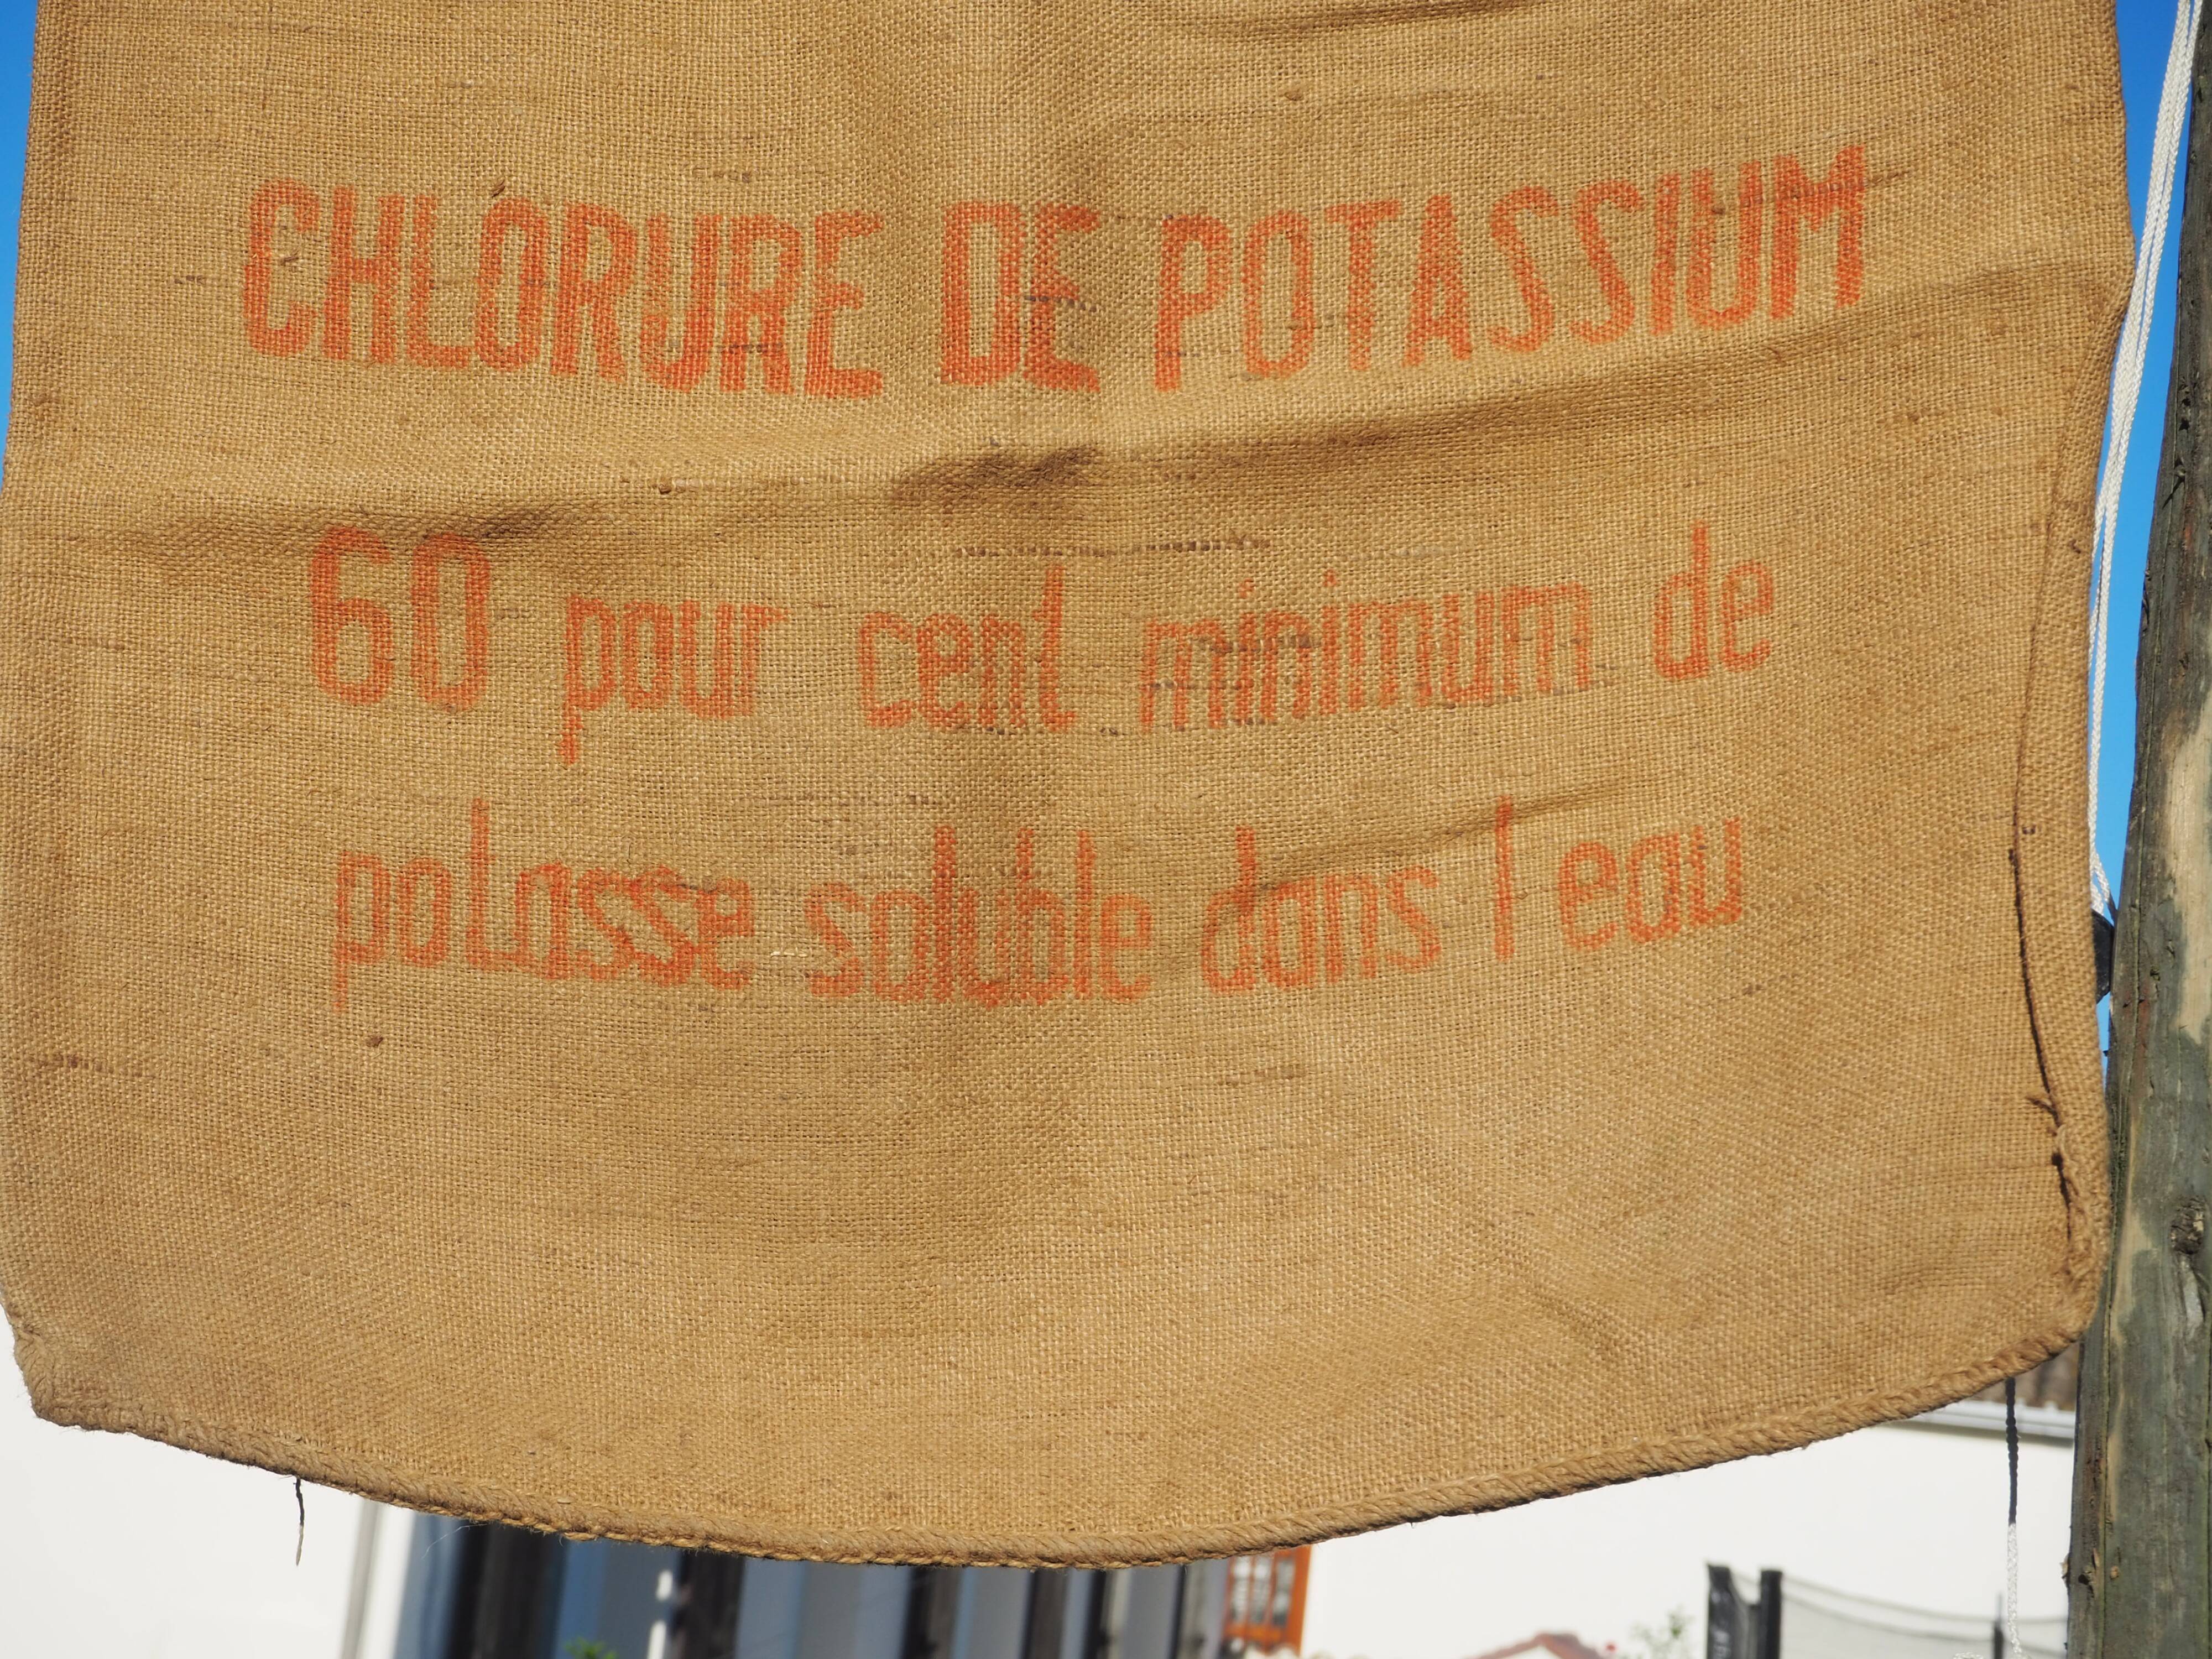 CHLORURE DE POTASSIUM
60 pour cent minimum de
potasse soluble dans l eau